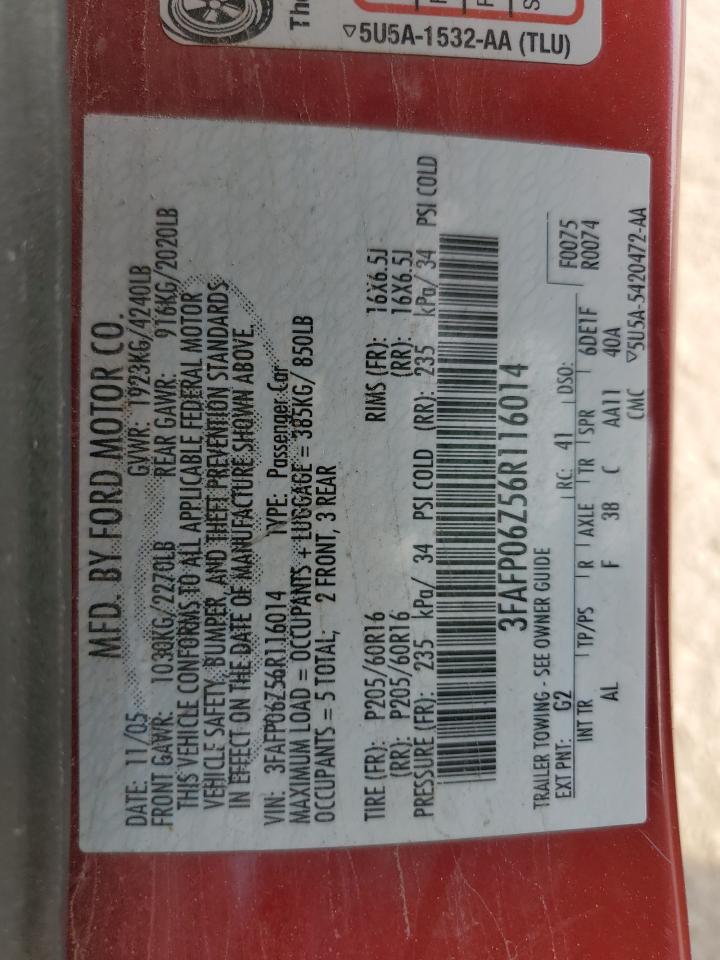 The
5U5A-1532-AA (TLU)
MFD. BY FORD MOTOR CO.
DATE: 11/05 GVWR: 1923KG/4240LB
FRONT GAWR: 1030KG/2270LB REAR GAWR: 916KG/2020LB
THIS VEHICLE CONFORMS TO ALL APPLICABLE FEDERAL MOTOR
VEHICLE SAFETY, BUMPER, AND THEFT PREVENTION STANDARDS
IN EFFECT ON THE DATE OF MANUFACTURE SHOWN ABOVE.
VIN: 3FAFP06Z56R116014 TYPE: Passenger Car
MAXIMUM LOAD = OCCUPANTS + LUGGAGE = 385KG/ 850LB
OCCUPANTS = 5 TOTAL, 2 FRONT, 3 REAR
TIRE (FR): P205/60R16 RIMS (FR): 16X6.5J
(RR): P205/60R16 (RR): 16X6.5J
PRESSURE (FR): 235 kPa/ 34 PSI COLD (RR): 235 kPa/ 34 PSI COLD
3FAFP06Z56R116014
TRAILER TOWING - SEE OWNER GUIDE
EXT PNT: G2 RC: 41 DSO: F0075
INT TR TP/PS R AXLE TR SPR 6DE1F R0074
AL F 38 C AA11 40A
CMC 5U5A-5420472-AA